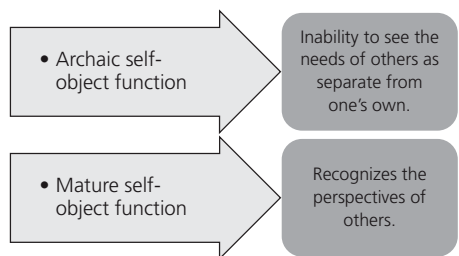 • Archaic self-
object function
Inability to see the
needs of others as
separate from
one's own.
• Mature self-
object function
Recognizes the
perspectives of
others.